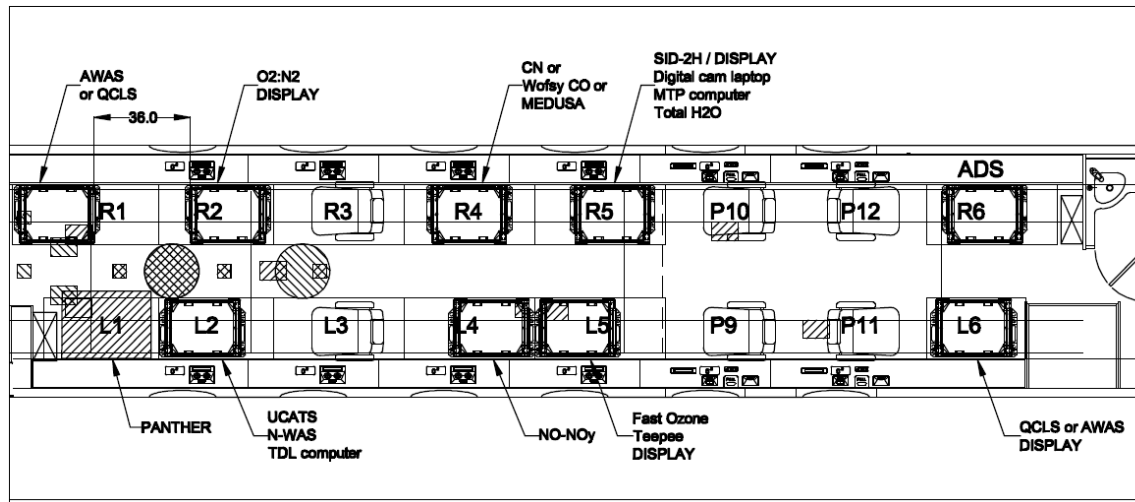 AWAS
or QCLS
36.0
O2:N2
DISPLAY
CN or
Wofsy CO or
MEDUSA
SID-2H / DISPLAY
Digital cam laptop
MTP computer
Total H2O
ADS
R1
R2
R3
R4
R5
P10
P12
R6
L1
L2
L3
L4
L5
P9
P11
L6
PANTHER
UCATS
N-WAS
TDL computer
NO-NOy
Fast Ozone
Teepee
DISPLAY
QCLS or AWAS
DISPLAY